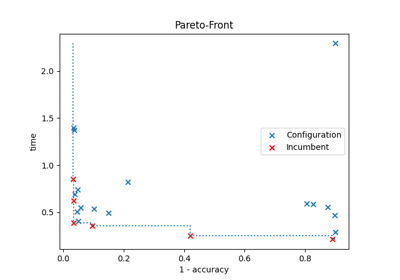 Pareto-Front
2.0
1.5
1.0
0.5
time
Configuration
Incumbent
0.0 0.2 0.4 0.6 0.8
1 - accuracy